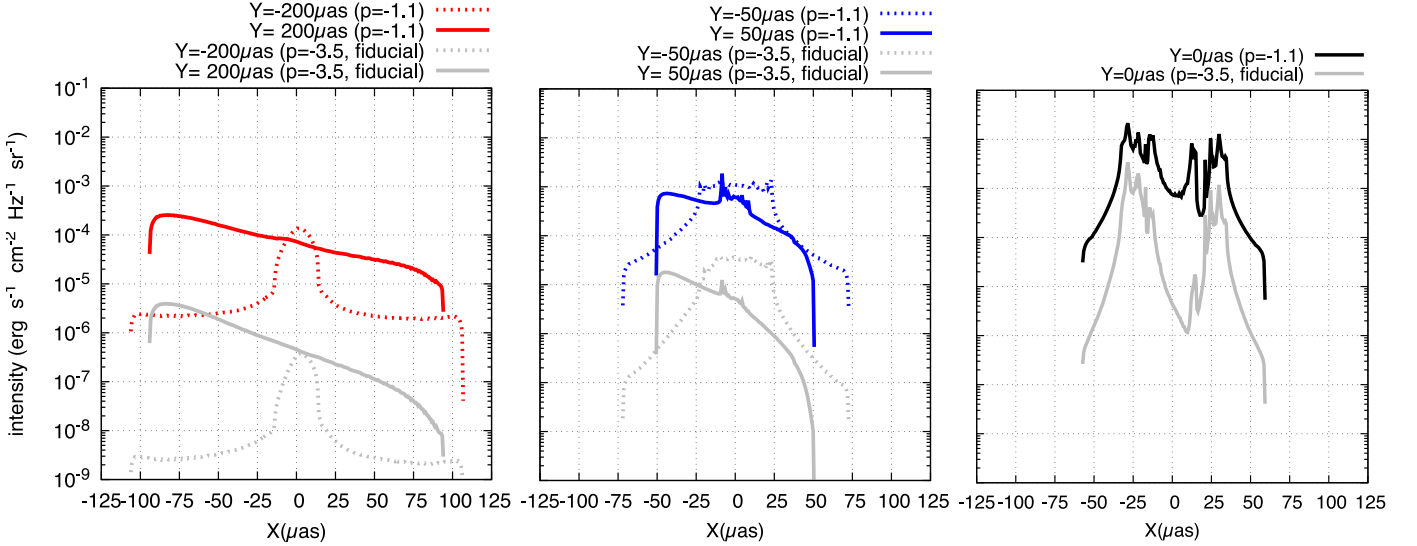 Y=-200μas (p=-1.1)
Y= 200μas (p=-1.1)
Y=-200μas (p=-3.5, fiducial)
Y= 200μas (p=-3.5, fiducial)
Y=-50μas (p=-1.1)
Y= 50μas (p=-1.1)
Y=-50μas (p=-3.5, fiducial)
Y= 50μas (p=-3.5, fiducial)
Y=0μas (p=-1.1)
Y=0μas (p=-3.5, fiducial)
intensity (erg s⁻¹ cm⁻² Hz⁻¹ sr⁻¹)
10⁻¹
10⁻²
10⁻³
10⁻⁴
10⁻⁵
10⁻⁶
10⁻⁷
10⁻⁸
10⁻⁹
-125 -100 -75 -50 -25 0 25 50 75 100 125
X(μas)
-125 -100 -75 -50 -25 0 25 50 75 100 125
X(μas)
-125 -100 -75 -50 -25 0 25 50 75 100 125
X(μas)